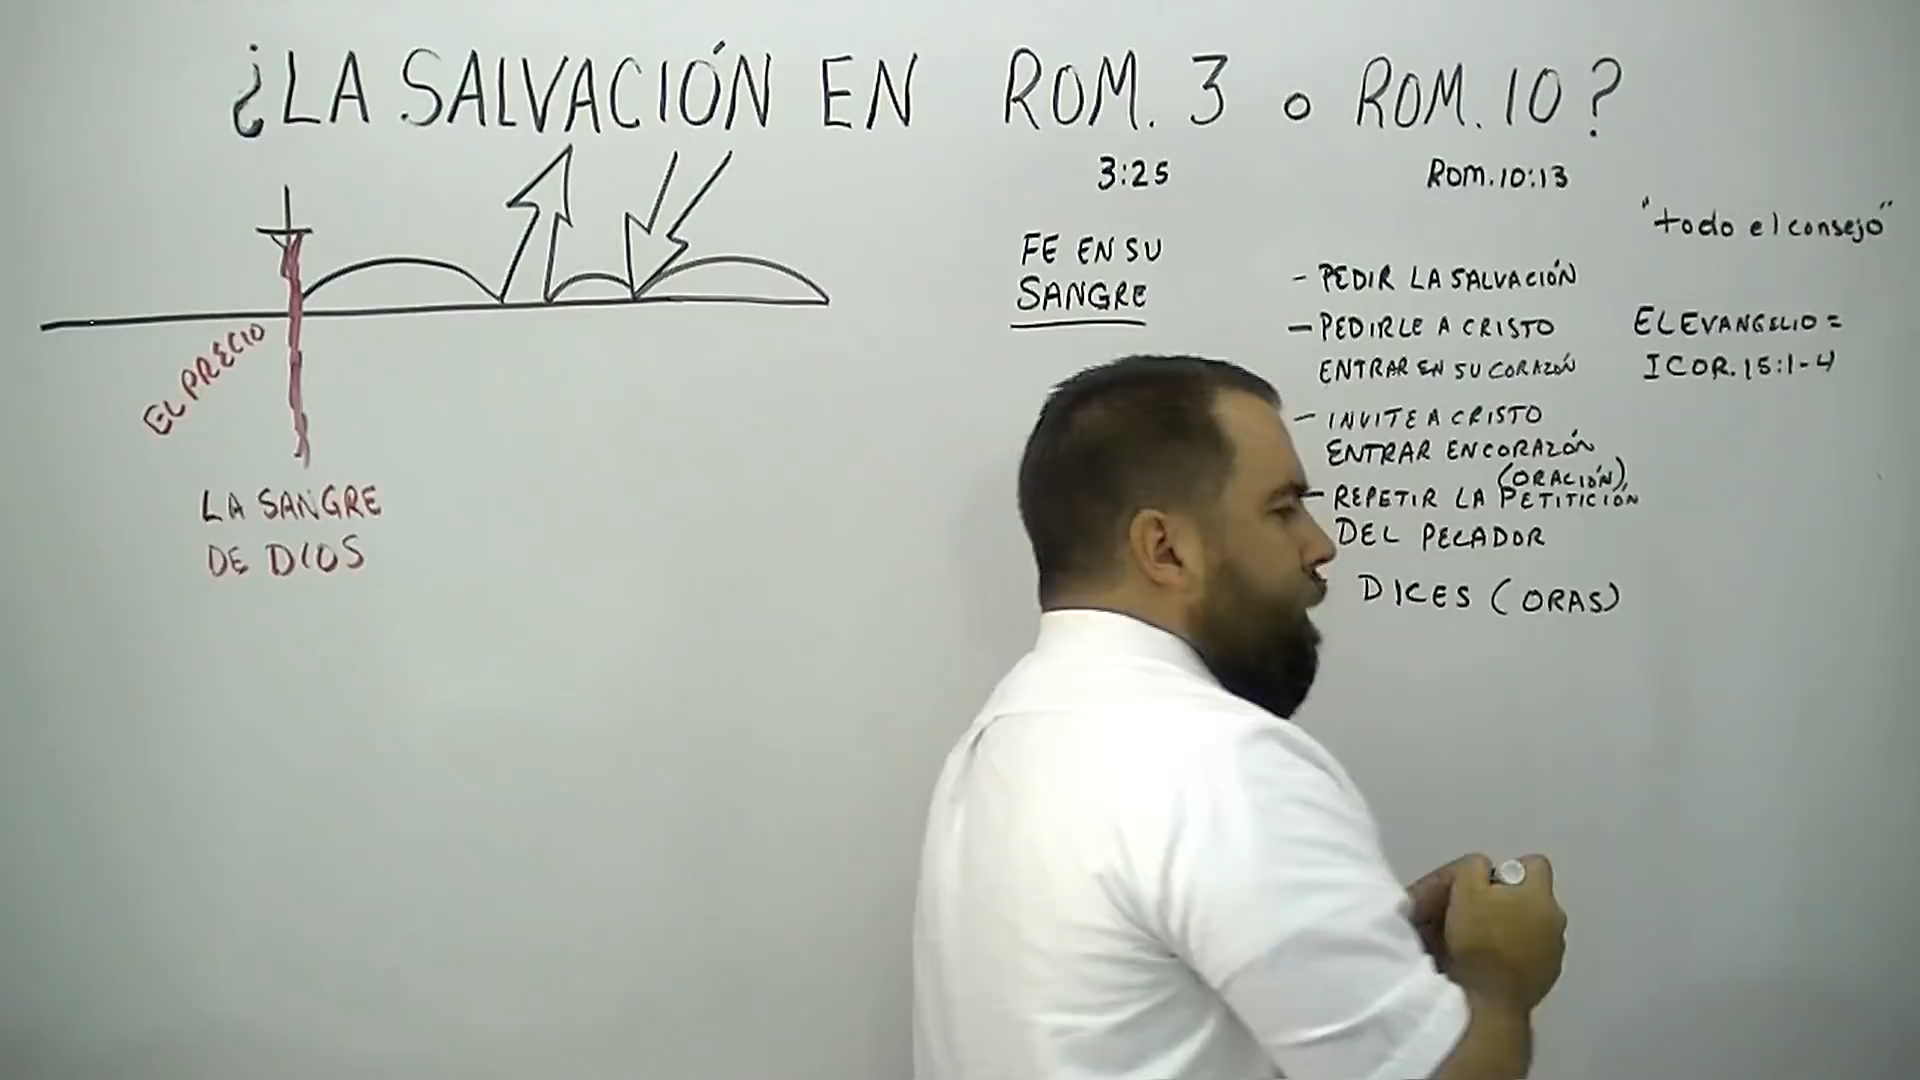 ¿LA SALVACIÓN EN ROM. 3 o ROM. 10?
3:25
FE EN SU
SANGRE
Rom. 10:13
- PEDIR LA SALVACIÓN
- PEDIRLE A CRISTO
ENTRAR EN SU CORAZÓN
- INVITE A CRISTO
ENTRAR EN CORAZÓN
(ORACIÓN)
- REPETIR LA PETITICIÓN
DEL PECADOR
DICES (ORAS)
"todo el consejo"
EL EVANGELIO =
I COR. 15:1-4
EL PRECIO
LA SANGRE
DE DIOS